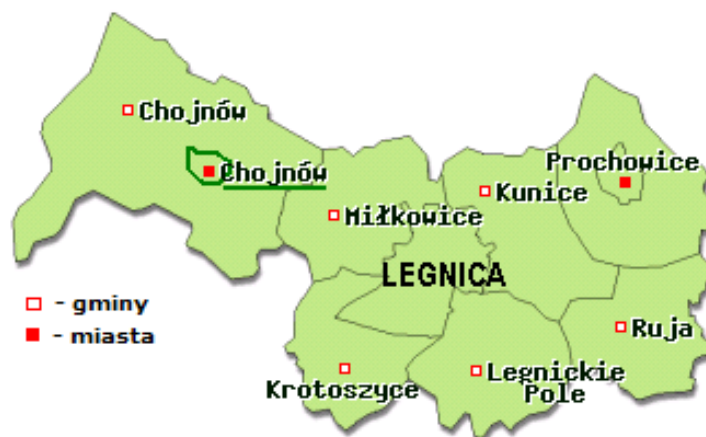 Chojnów
Chojnów
Prochowice
Kunice
Miłkowice
LEGNICA
- gminy
- miasta
Ruja
Krotoszyce
Legnickie
Pole